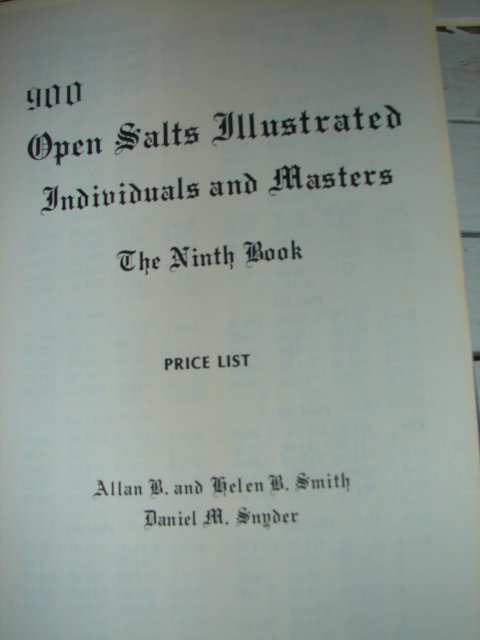 900
Open Salts Illustrated
Individuals and Masters
The Ninth Book
PRICE LIST
Allan B. and Helen B. Smith
Daniel M. Snyder